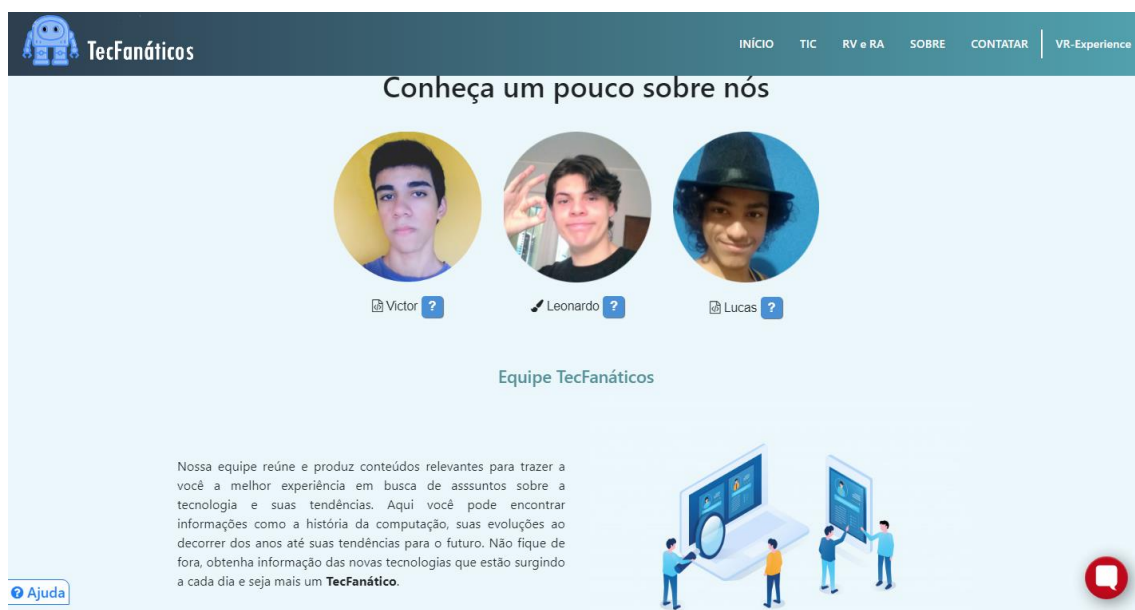 TecFanáticos
INÍCIO TIC RV e RA SOBRE CONTATAR VR-Experience
Conheça um pouco sobre nós
Victor ? Leonardo ? Lucas ?
Equipe TecFanáticos
Nossa equipe reúne e produz conteúdos relevantes para trazer a
você a melhor experiência em busca de asssuntos sobre a
tecnologia e suas tendências. Aqui você pode encontrar
informações como a história da computação, suas evoluções ao
decorrer dos anos até suas tendências para o futuro. Não fique de
fora, obtenha informação das novas tecnologias que estão surgindo
a cada dia e seja mais um TecFanático.
? Ajuda